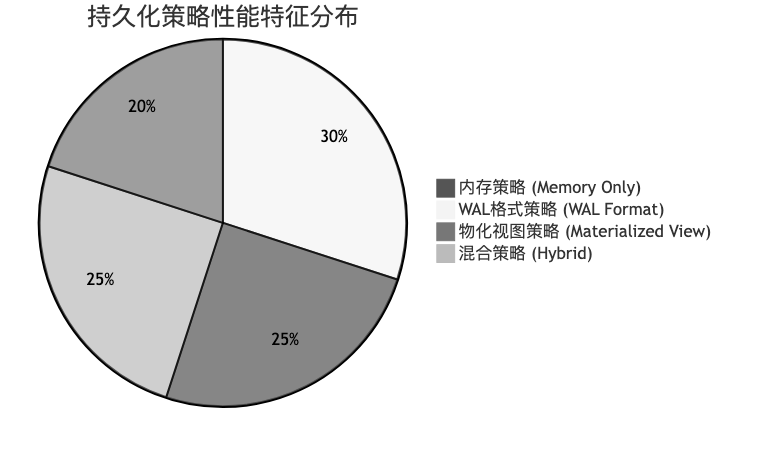 持久化策略性能特征分布
20%
30%
25%
25%
内存策略 (Memory Only)
WAL格式策略 (WAL Format)
物化视图策略 (Materialized View)
混合策略 (Hybrid)